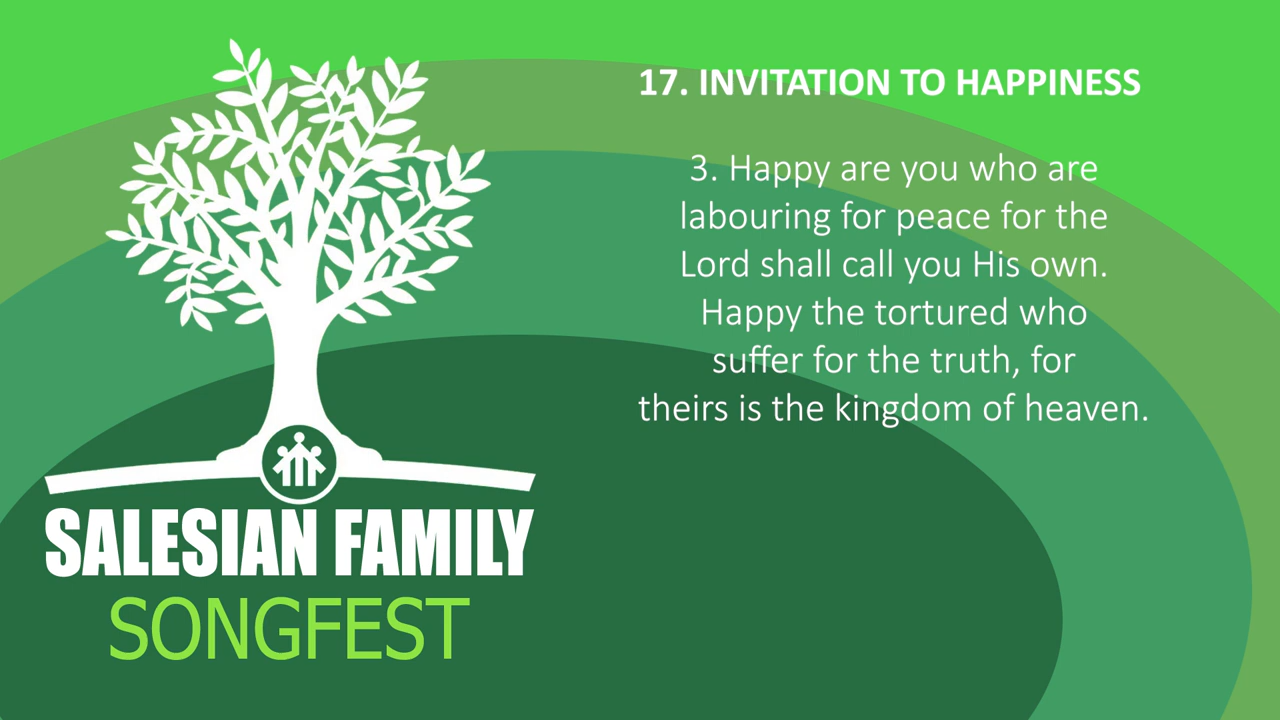 17. INVITATION TO HAPPINESS
3. Happy are you who are
labouring for peace for the
Lord shall call you His own.
Happy the tortured who
suffer for the truth, for
theirs is the kingdom of heaven.
SALESIAN FAMILY
SONGFEST